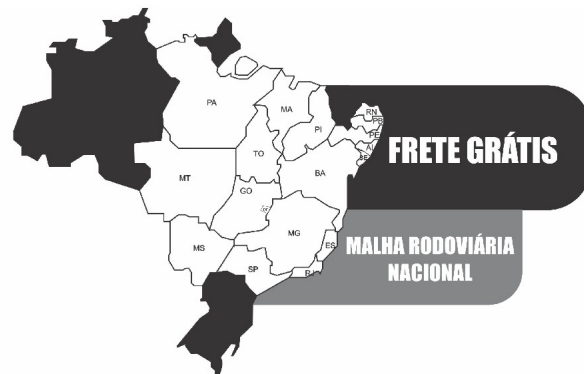 PA
MA
RN
PB
PI
PE
AL
SE
TO
BA
MT
GO
DF
MG
ES
MS
SP
RJ
FRETE GRÁTIS
MALHA RODOVIÁRIA
NACIONAL